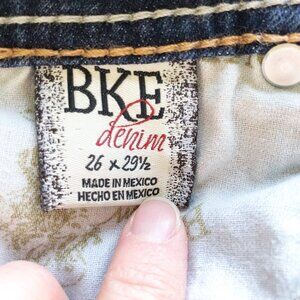 BKE
denim
26 x 29½
MADE IN MEXICO
HECHO EN MEXICO